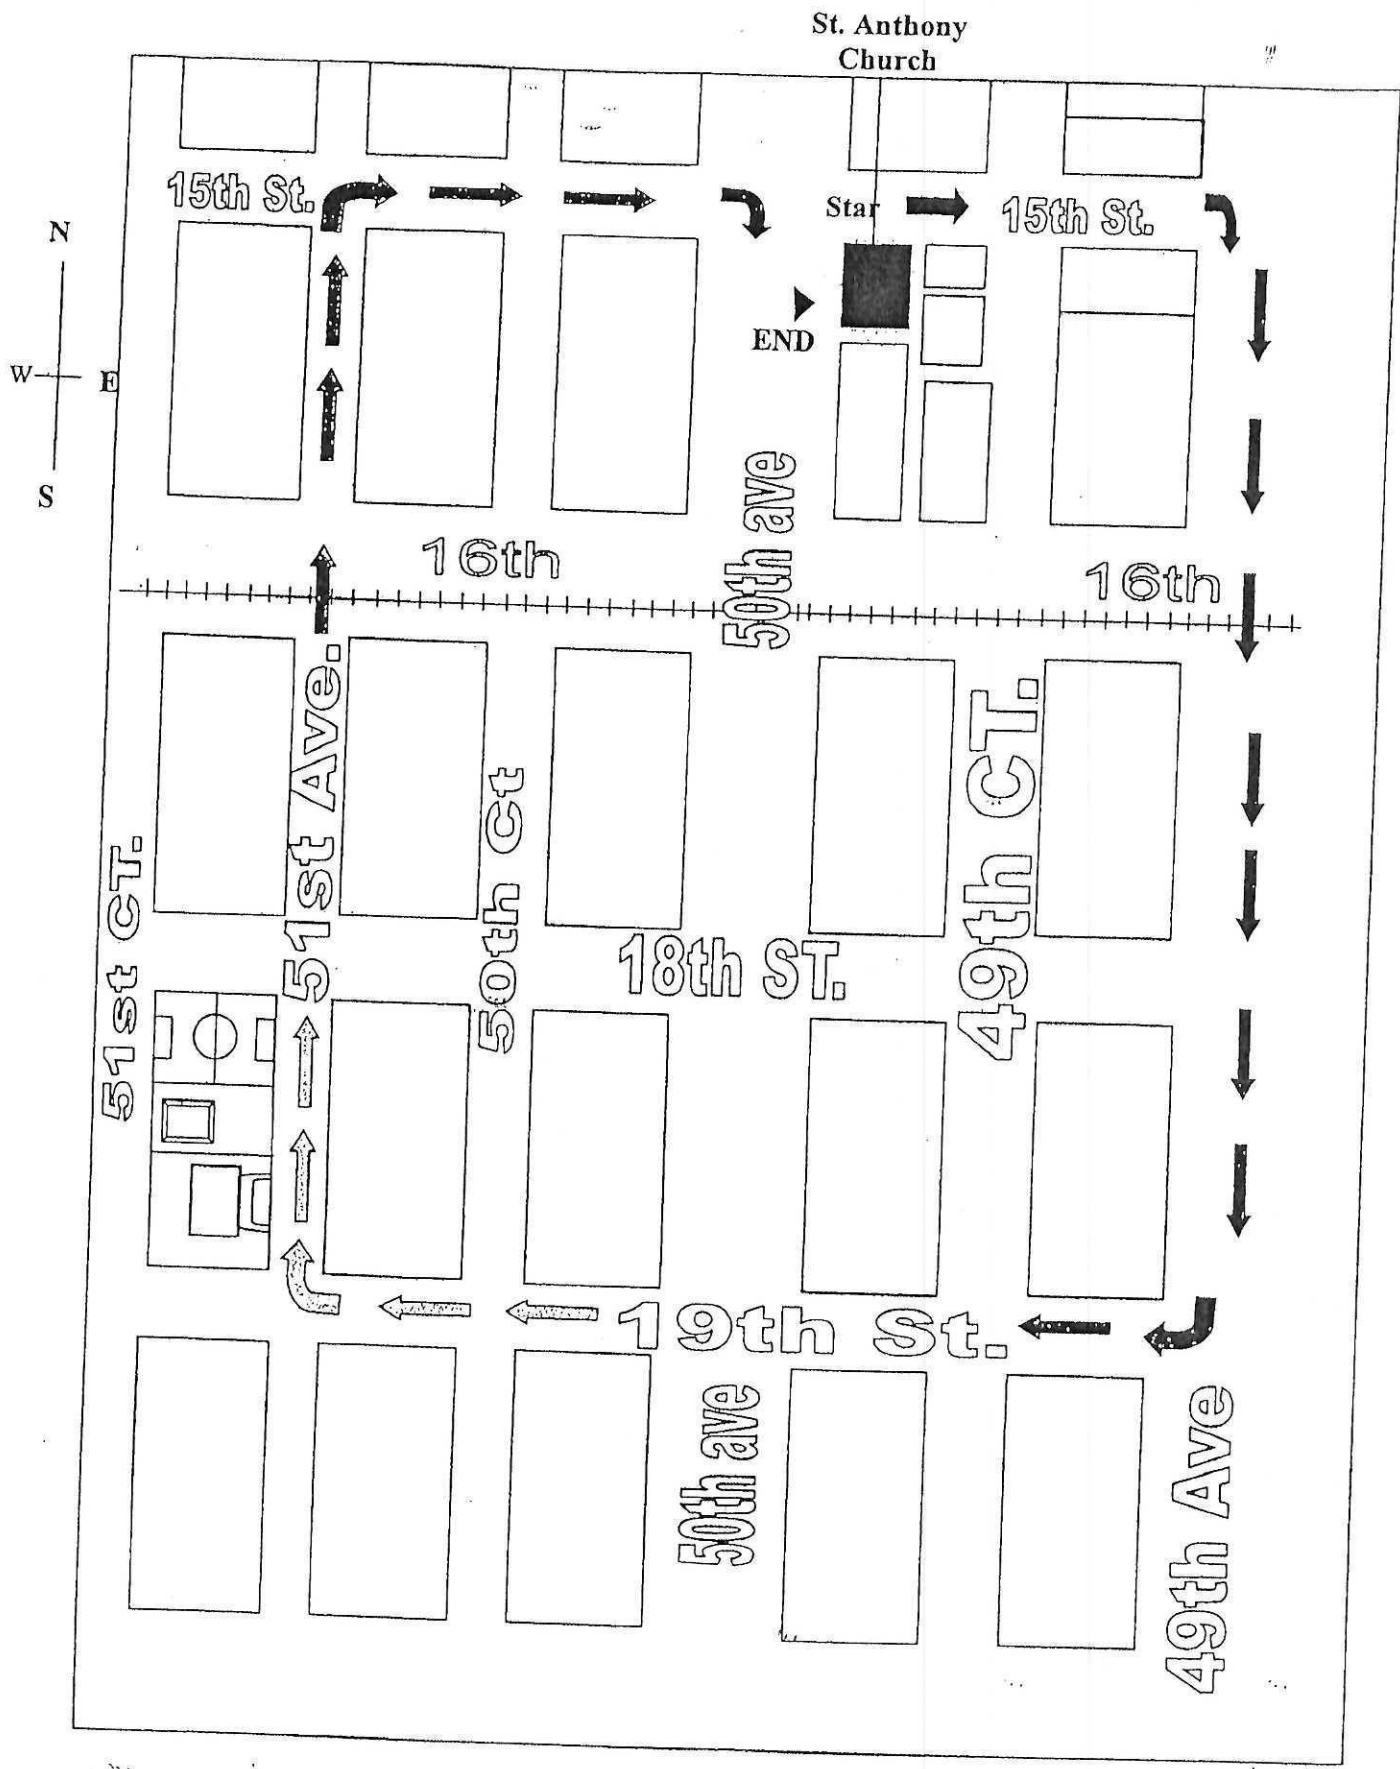 St. Anthony
Church
15th St.
Star
15th St.
N
END
W
E
S
50th ave
16th
16th
51st Ave.
49th CT.
50th Ct
51st CT.
18th ST.
19th St.
50th ave
49th Ave